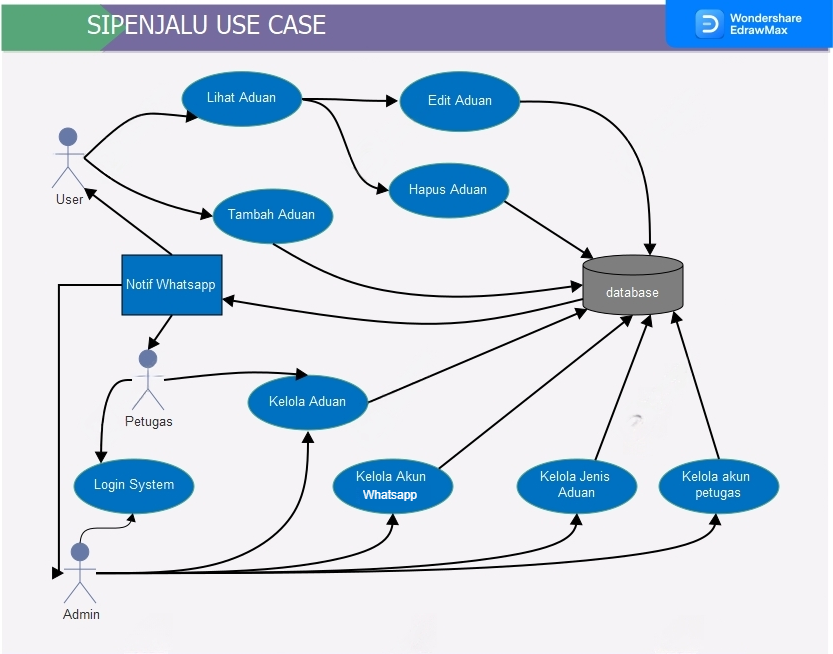 SIPENJALU USE CASE
Wondershare
EdrawMax
Lihat Aduan
Edit Aduan
User
Hapus Aduan
Tambah Aduan
Notif Whatsapp
database
Petugas
Kelola Aduan
Login System
Kelola Akun
Whatsapp
Kelola Jenis
Aduan
Kelola akun
petugas
Admin